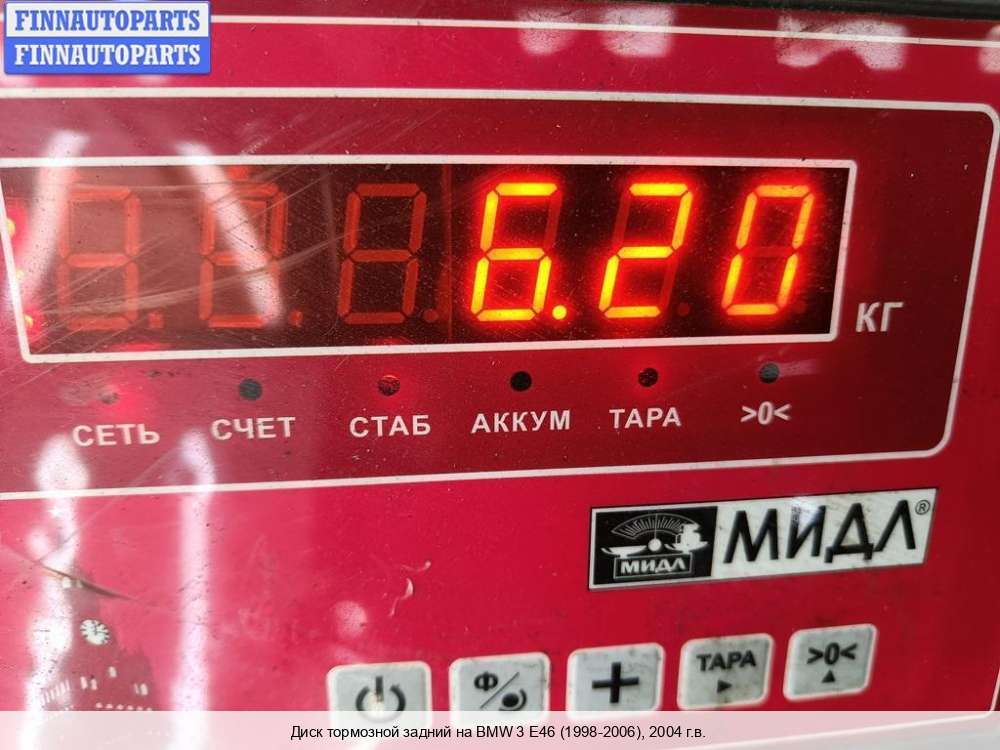 FINNAUTOPARTS
FINNAUTOPARTS
6.20
КГ
СЕТЬ СЧЕТ СТАБ АККУМ ТАРА >0<
МИДЛ МИДЛ®
Ф + ТАРА >0<
Диск тормозной задний на BMW 3 E46 (1998-2006), 2004 г.в.